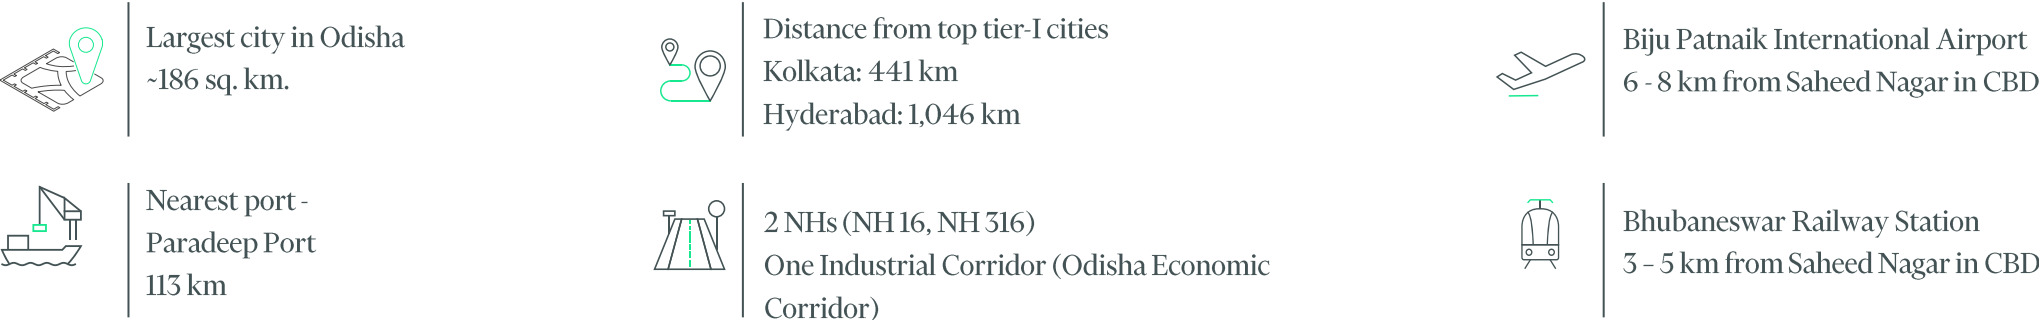 Largest city in Odisha
~186 sq. km.
Distance from top tier-I cities
Kolkata: 441 km
Hyderabad: 1,046 km
Biju Patnaik International Airport
6 - 8 km from Saheed Nagar in CBD
Nearest port -
Paradeep Port
113 km
2 NHs (NH 16, NH 316)
One Industrial Corridor (Odisha Economic
Corridor)
Bhubaneswar Railway Station
3 – 5 km from Saheed Nagar in CBD